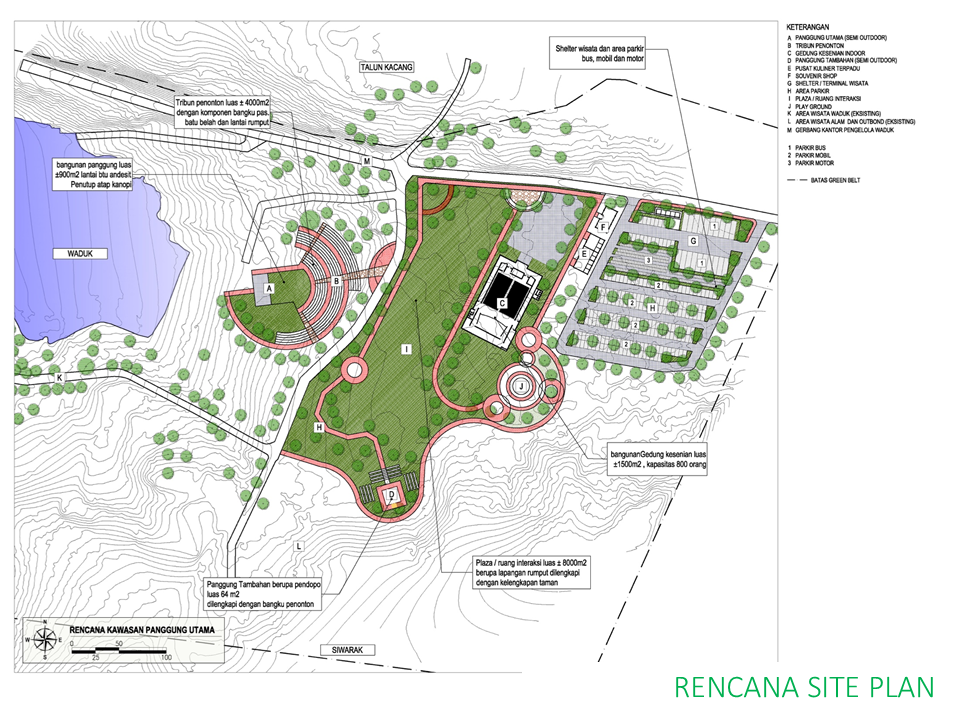 KETERANGAN
A PANGGUNG UTAMA (SEMI OUTDOOR)
B TRIBUN PENONTON
C GEDUNG KESENIAN INDOOR
D PANGGUNG TAMBAHAN (SEMI OUTDOOR)
E PUSAT KULINER TERPADU
F SOUVENIR SHOP
G SHELTER / TERMINAL WISATA
H AREA PARKIR
I PLAZA / RUANG INTERAKSI
J PLAY GROUND
K AREA WISATA WADUK (EKSISTING)
L AREA WISATA ALAM DAN OUTBOND (EKSISTING)
M GERBANG KANTOR PENGELOLA WADUK
1 PARKIR BUS
2 PARKIR MOBIL
3 PARKIR MOTOR
BATAS GREEN BELT
Shelter wisata dan area parkir
bus, mobil dan motor
TALUN KACANG
Tribun penonton luas ± 4000m2
dengan komponen bangku pas.
batu belah dan lantai rumput
bangunan panggung luas
±900m2 lantai btu andesit
Penutup atap kanopi
M
WADUK
A
B
C
D
E
F
G
H
H
I
J
K
L
1
1
3
2
2
2
2
bangunanGedung kesenian luas
±1500m2 , kapasitas 800 orang
Plaza / ruang interaksi luas ± 8000m2
berupa lapangan rumput dilengkapi
dengan kelengkapan taman
Panggung Tambahan berupa pendopo
luas 64 m2
dilengkapi dengan bangku penonton
RENCANA KAWASAN PANGGUNG UTAMA
N
W E
S
0 50
25 100
SIWARAK
RENCANA SITE PLAN